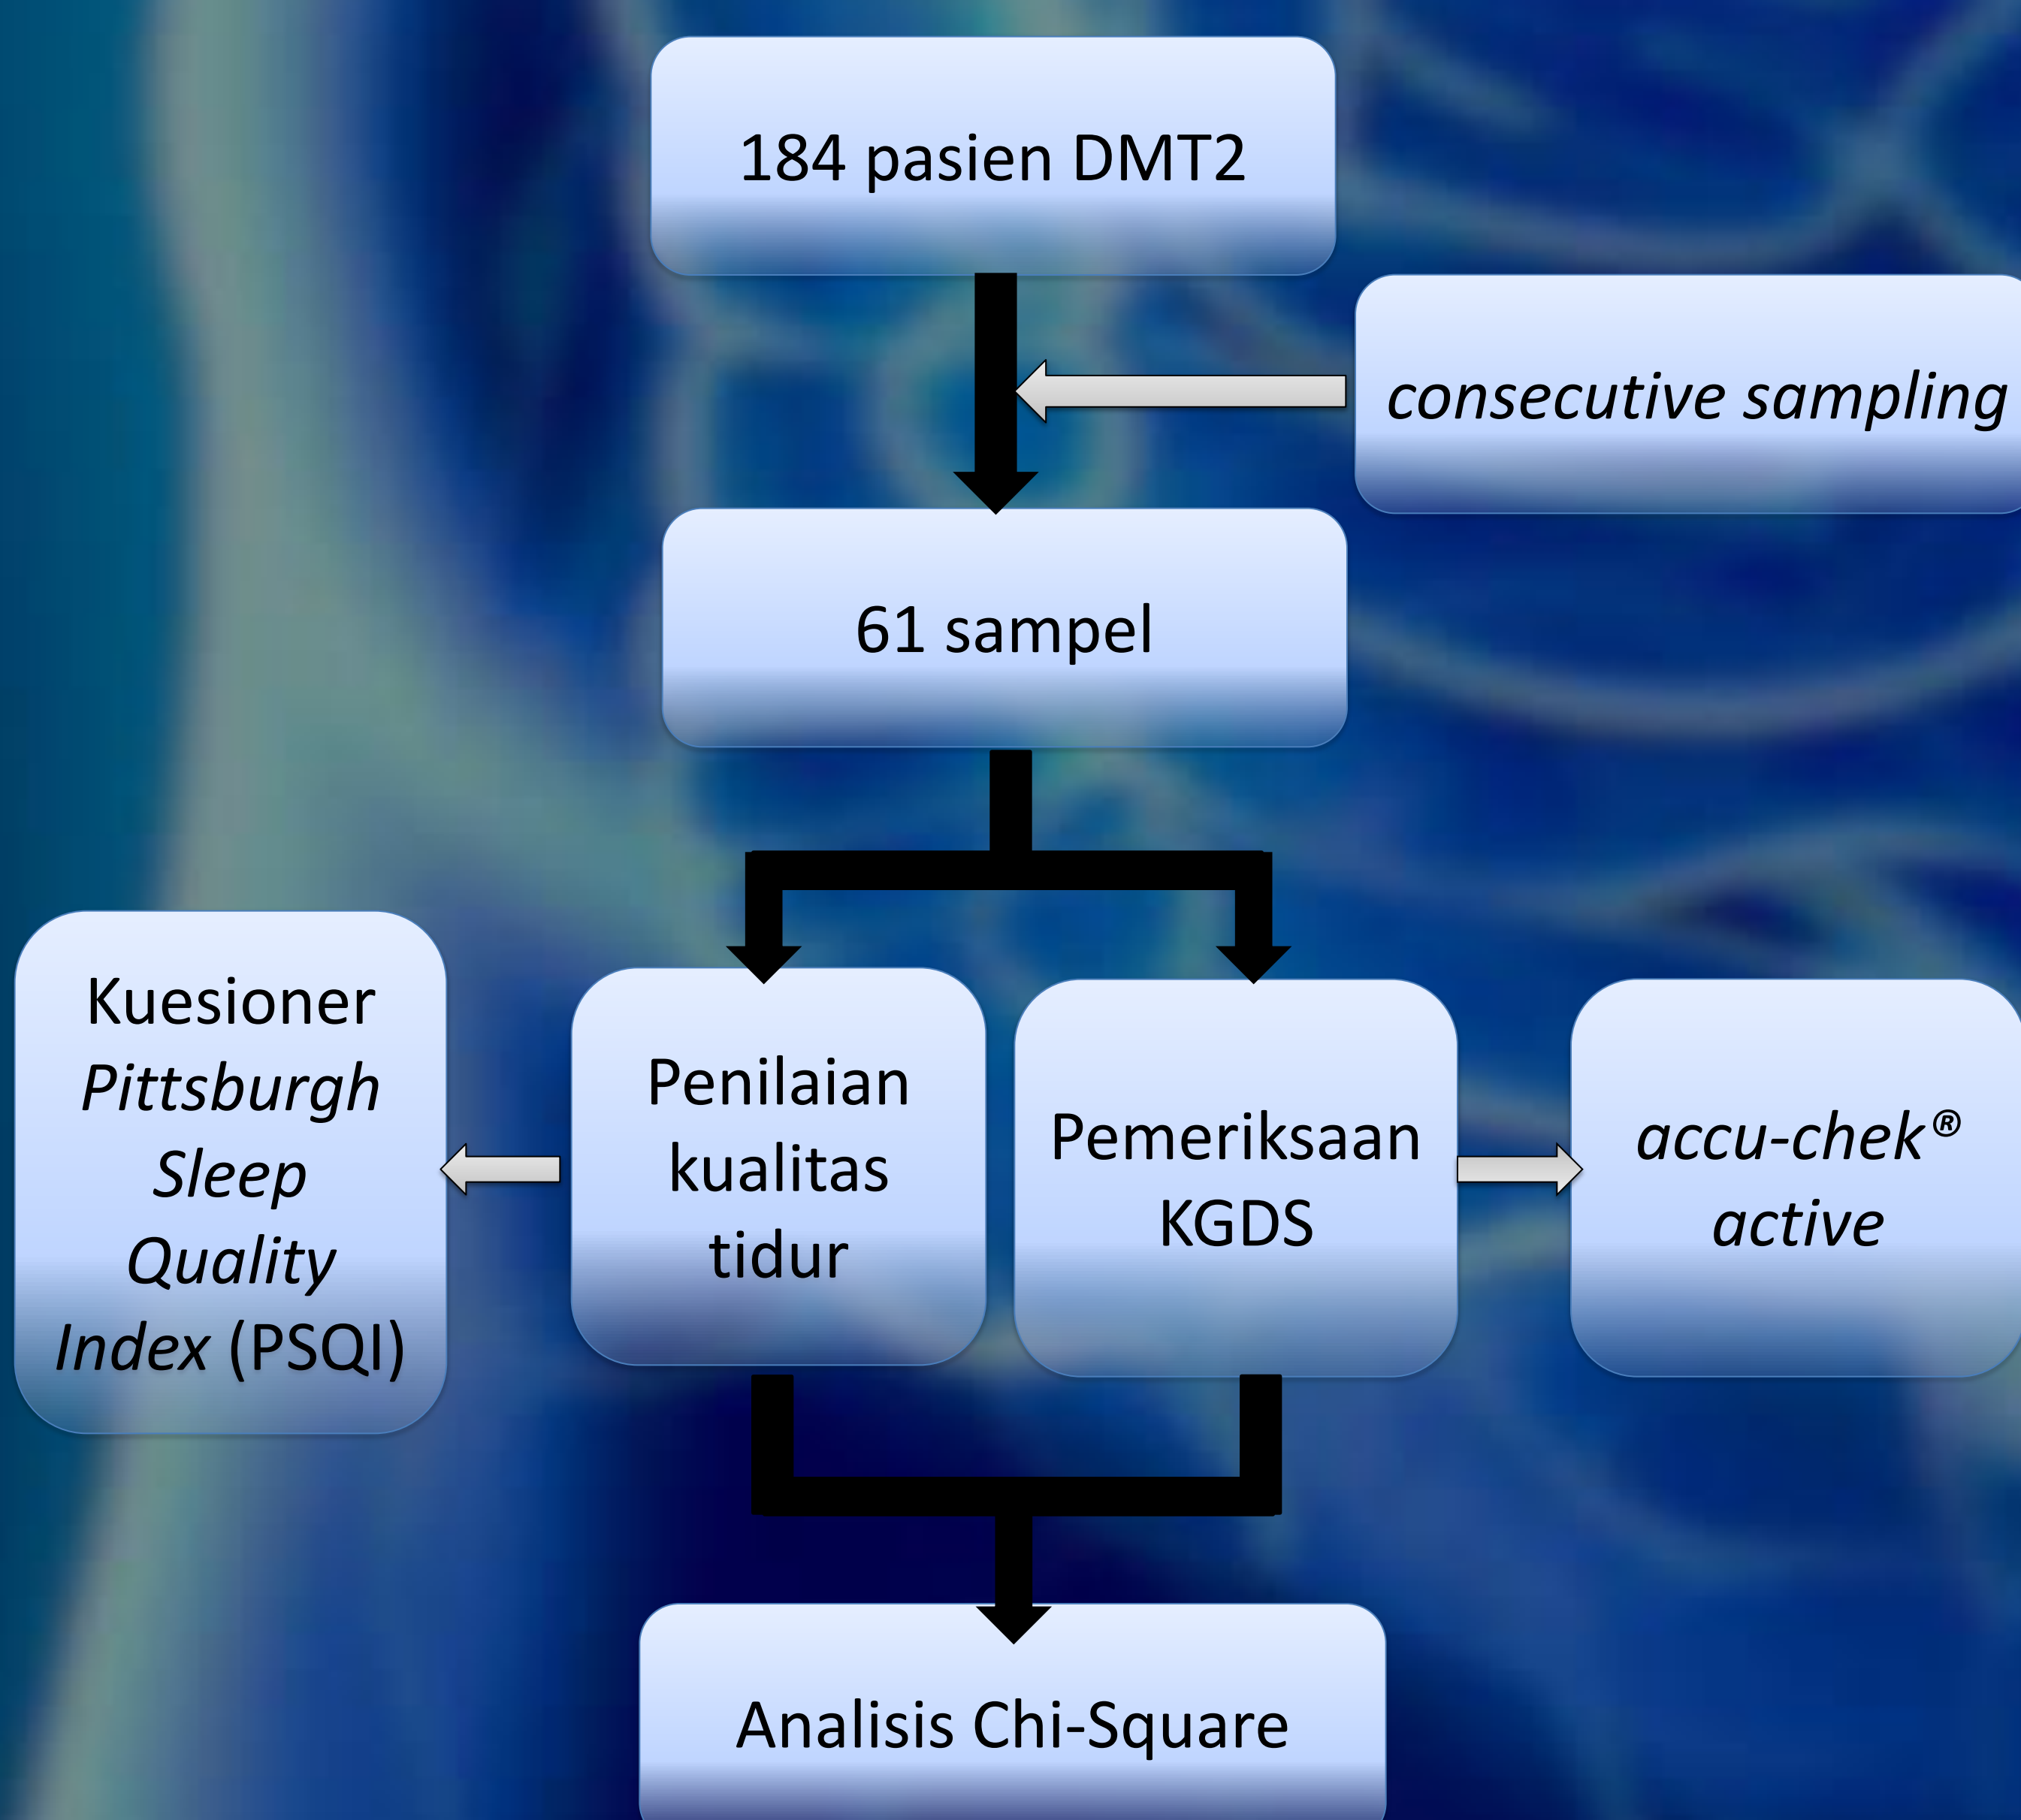 184 pasien DMT2
consecutive sampling
61 sampel
Kuesioner
Pittsburgh
Sleep
Quality
Index (PSQI)
Penilaian
kualitas
tidur
Pemeriksaan
KGDS
accu-chek®
active
Analisis Chi-Square